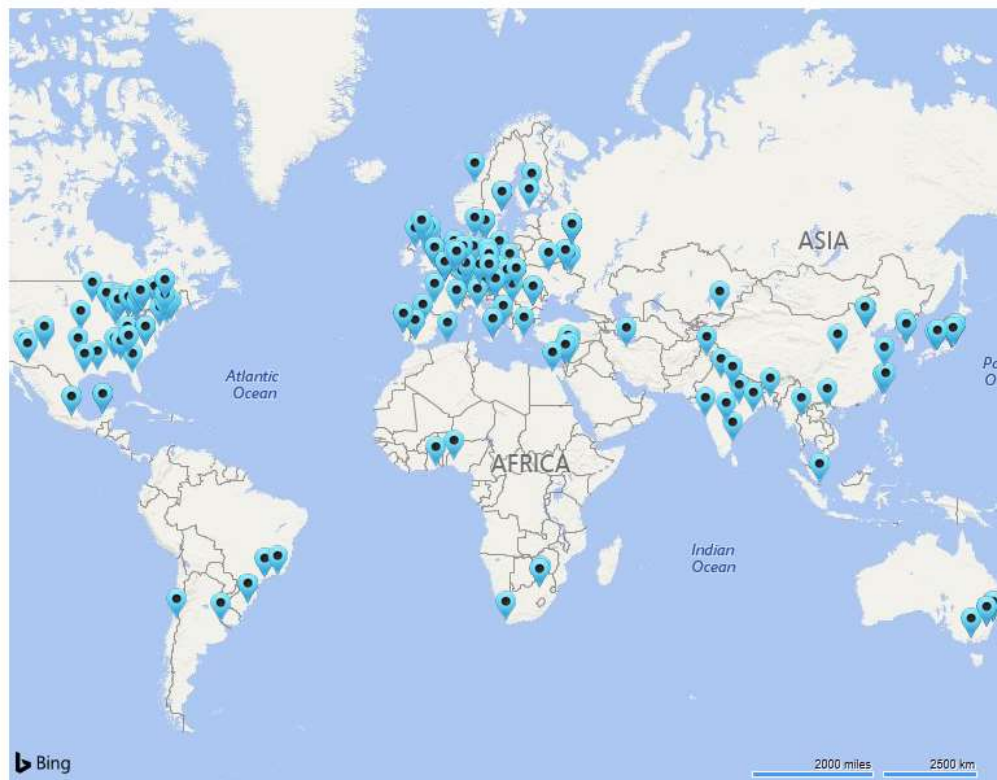 ASIA
Atlantic
Ocean
AFRICA
Indian
Ocean
Bing
2000 miles
2500 km